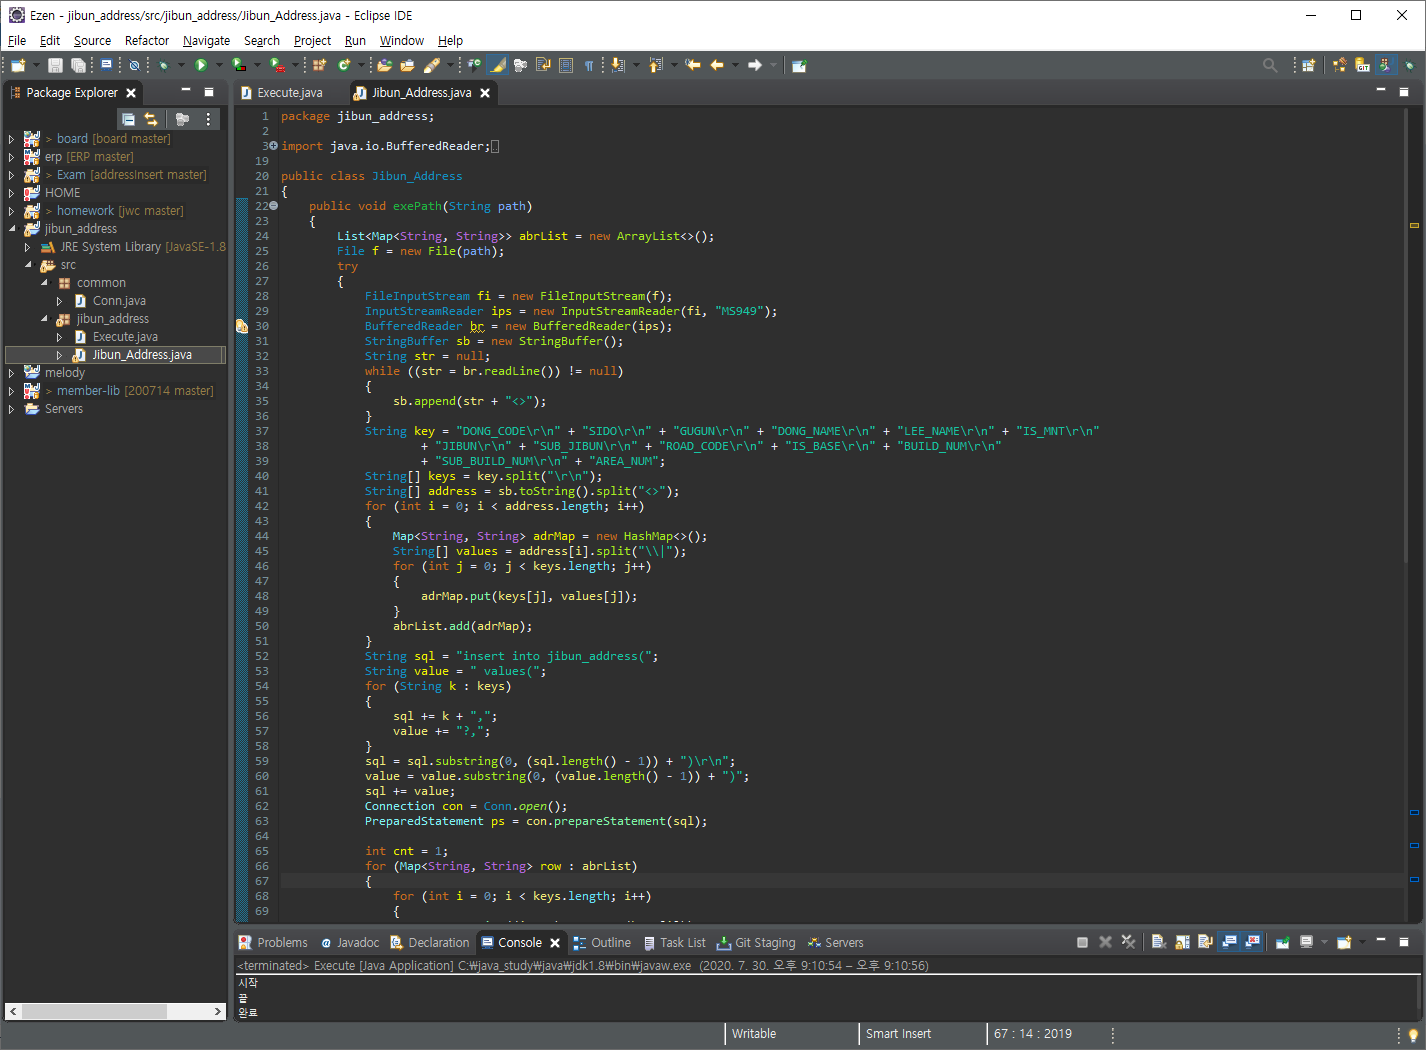 Ezen - jibun_address/src/jibun_address/Jibun_Address.java - Eclipse IDE
File Edit Source Refactor Navigate Search Project Run Window Help
Package Explorer
Execute.java
Jibun_Address.java
> board [board master]
erp [ERP master]
> Exam [addressInsert master]
HOME
> homework [jwc master]
jibun_address
JRE System Library [JavaSE-1.8
src
common
Conn.java
jibun_address
Execute.java
Jibun_Address.java
melody
> member-lib [200714 master]
Servers
1 package jibun_address;
2
3 import java.io.BufferedReader;
19
20 public class Jibun_Address
21 {
22 public void exePath(String path)
23 {
24 List<Map<String, String>> abrList = new ArrayList<>();
25 File f = new File(path);
26 try
27 {
28 FileInputStream fi = new FileInputStream(f);
29 InputStreamReader ips = new InputStreamReader(fi, "MS949");
30 BufferedReader br = new BufferedReader(ips);
31 StringBuffer sb = new StringBuffer();
32 String str = null;
33 while ((str = br.readLine()) != null)
34 {
35 sb.append(str + "<>");
36 }
37 String key = "DONG_CODE\r\n" + "SIDO\r\n" + "GUGUN\r\n" + "DONG_NAME\r\n" + "LEE_NAME\r\n" + "IS_MNT\r\n"
38 + "JIBUN\r\n" + "SUB_JIBUN\r\n" + "ROAD_CODE\r\n" + "IS_BASE\r\n" + "BUILD_NUM\r\n"
39 + "SUB_BUILD_NUM\r\n" + "AREA_NUM";
40 String[] keys = key.split("\r\n");
41 String[] address = sb.toString().split("<>");
42 for (int i = 0; i < address.length; i++)
43 {
44 Map<String, String> adrMap = new HashMap<>();
45 String[] values = address[i].split("\\|");
46 for (int j = 0; j < keys.length; j++)
47 {
48 adrMap.put(keys[j], values[j]);
49 }
50 abrList.add(adrMap);
51 }
52 String sql = "insert into jibun_address(";
53 String value = " values(";
54 for (String k : keys)
55 {
56 sql += k + ",";
57 value += "?,";
58 }
59 sql = sql.substring(0, (sql.length() - 1)) + ")\r\n";
60 value = value.substring(0, (value.length() - 1)) + ")";
61 sql += value;
62 Connection con = Conn.open();
63 PreparedStatement ps = con.prepareStatement(sql);
64
65 int cnt = 1;
66 for (Map<String, String> row : abrList)
67 {
68 for (int i = 0; i < keys.length; i++)
69 {
Problems Javadoc Declaration Console Outline Task List Git Staging Servers
<terminated> Execute [Java Application] C:₩java_study₩java₩jdk1.8₩bin₩javaw.exe (2020. 7. 30. 오후 9:10:54 – 오후 9:10:56)
시작
끝
완료
Writable Smart Insert 67 : 14 : 2019